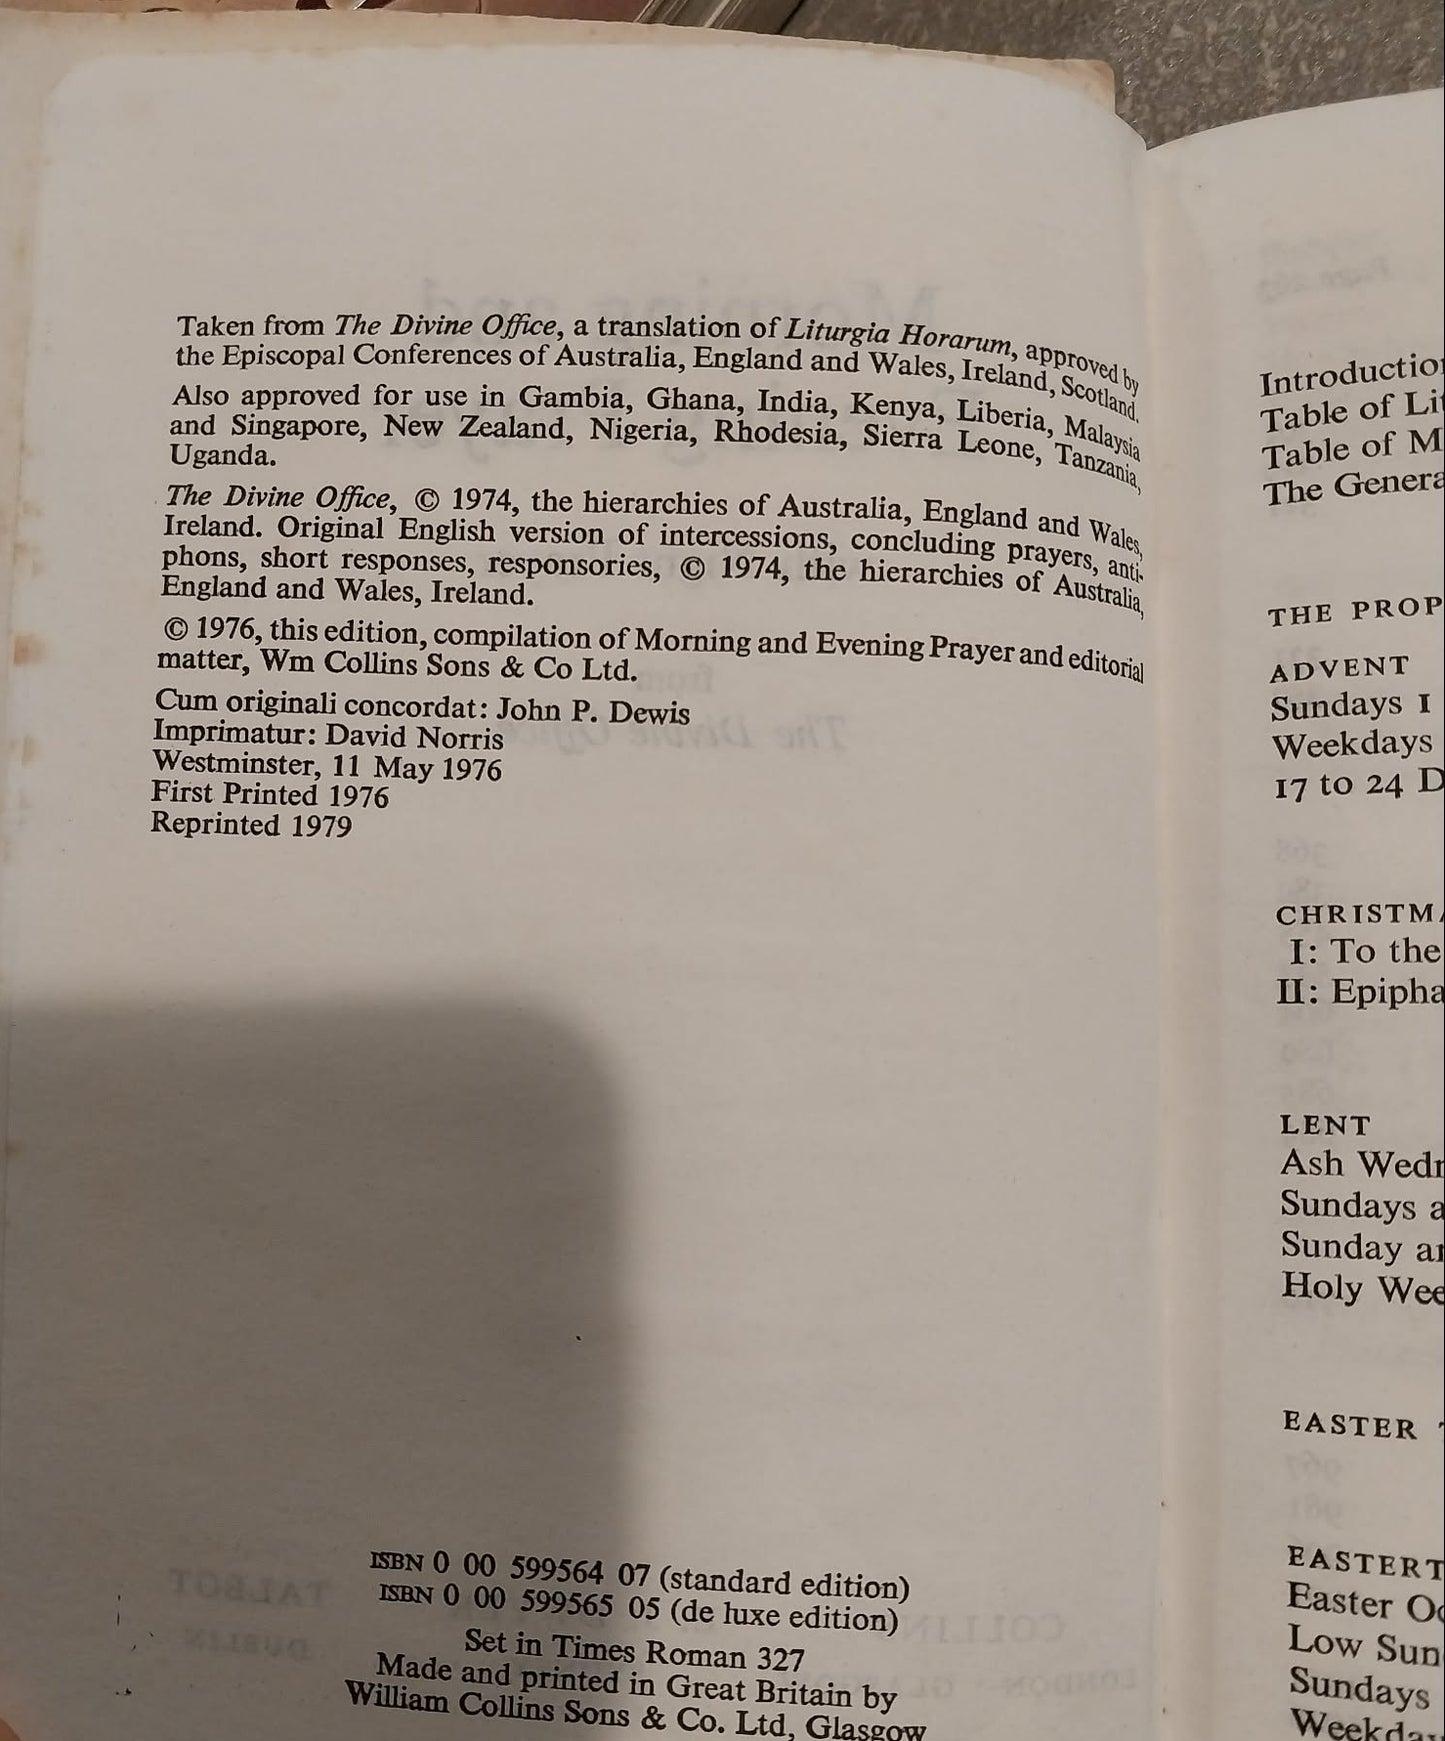 Taken from The Divine Office, a translation of Liturgia Horarum, approved by
the Episcopal Conferences of Australia, England and Wales, Ireland, Scotland.
Also approved for use in Gambia, Ghana, India, Kenya, Liberia, Malaysia
and Singapore, New Zealand, Nigeria, Rhodesia, Sierra Leone, Tanzania,
Uganda.
The Divine Office, © 1974, the hierarchies of Australia, England and Wales,
Ireland. Original English version of intercessions, concluding prayers, anti-
phons, short responses, responsories, © 1974, the hierarchies of Australia,
England and Wales, Ireland.
© 1976, this edition, compilation of Morning and Evening Prayer and editorial
matter, Wm Collins Sons & Co Ltd.
Cum originali concordat: John P. Dewis
Imprimatur: David Norris
Westminster, 11 May 1976
First Printed 1976
Reprinted 1979
ISBN 0 00 599564 07 (standard edition)
ISBN 0 00 599565 05 (de luxe edition)
Set in Times Roman 327
Made and printed in Great Britain by
William Collins Sons & Co. Ltd, Glasgow
Introductio
Table of Li
Table of M
The Genera
THE PROP
ADVENT
Sundays I
Weekdays
17 to 24 D
CHRISTMA
I: To the
II: Epipha
LENT
Ash Wedn
Sundays a
Sunday an
Holy Wee
EASTER
EASTERT
Easter Oc
Low Sun
Sundays
Weekday